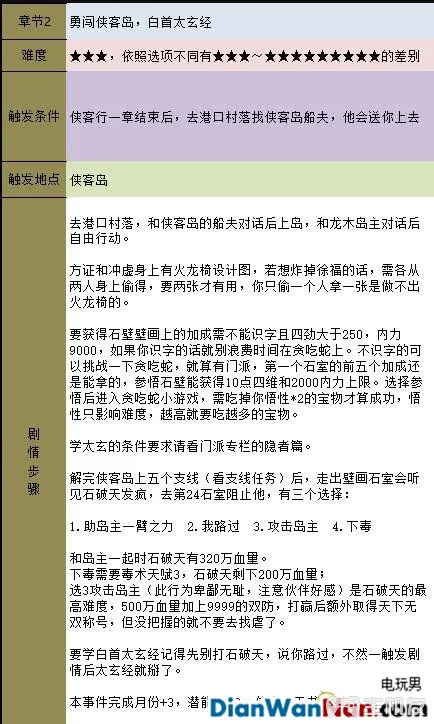 章节2
勇闯侠客岛，白首太玄经
难度
★★★，依照选项不同有★★★～★★★★★★★★★★的差别
触发条件
侠客行一章结束后，去港口村落找侠客岛船夫，他会送你上去
触发地点
侠客岛
剧情步骤
去港口村落，和侠客岛的船夫对话后上岛，和龙木岛主对话后
自由行动。
方证和冲虚身上有火龙椅设计图，若想炸掉徐福的话，需各从
两人身上偷得，要两张才有用，你只偷一个人拿一张是做不出
火龙椅的。
要获得石壁壁画上的加成需不能识字且四劲大于250，内力
9000，如果你识字的话就别浪费时间在贪吃蛇上。不识字的可
以挑战一下贪吃蛇，就算有门派，第一个石室的前五个加成还
是能拿的，参悟石壁能获得10点四维和2000内力上限。选择参
悟后进入贪吃蛇小游戏，需吃掉你悟性*2的宝物才算成功，悟
性只影响难度，越高就要吃越多的宝物。
学太玄的条件要求请看门派专栏的隐者篇。
解完侠客岛上五个支线（看支线任务）后，走出壁画石室会听
见石破天发疯，去第24石室阻止他，有三个选择：
1.助岛主一臂之力 2.我路过 3.攻击岛主 4.下毒
和岛主一起时石破天有320万血量。
下毒需要毒术天赋3，石破天剩下200万血量；
选3攻击岛主（此行为卑鄙无耻，注意伙伴好感）是石破天的
最高难度，500万血量加上9999的双防，打赢后额外取得天下无
双称号，但没把握的就不要去找虐了。
要学白首太玄经记得先别打石破天，说你路过，不然一触发剧
情后太玄经就掰了。
本事件完成月份+3，潜能
电玩男
DianWanNan.com